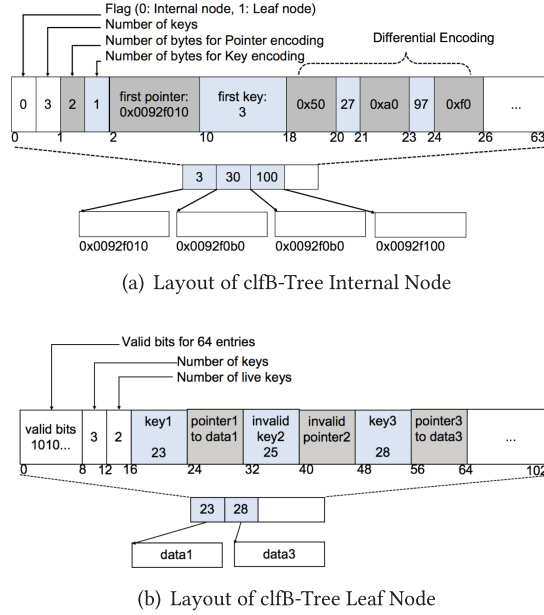 Flag (0: Internal node, 1: Leaf node)
Number of keys
Number of bytes for Pointer encoding
Number of bytes for Key encoding
Differential Encoding
0 3 2 1 first pointer: 0x0092f010 first key: 3 0x50 27 0xa0 97 0xf0 ...
0 1 2 10 18 20 21 23 24 26 63
3 30 100
0x0092f010 0x0092f0b0 0x0092f0b0 0x0092f100
(a) Layout of clfB-Tree Internal Node
Valid bits for 64 entries
Number of keys
Number of live keys
valid bits 1010... 3 2 key1 23 pointer1 to data1 invalid key2 25 invalid pointer2 key3 28 pointer3 to data3 ...
0 8 12 16 24 32 40 48 56 64 102
23 28
data1 data3
(b) Layout of clfB-Tree Leaf Node